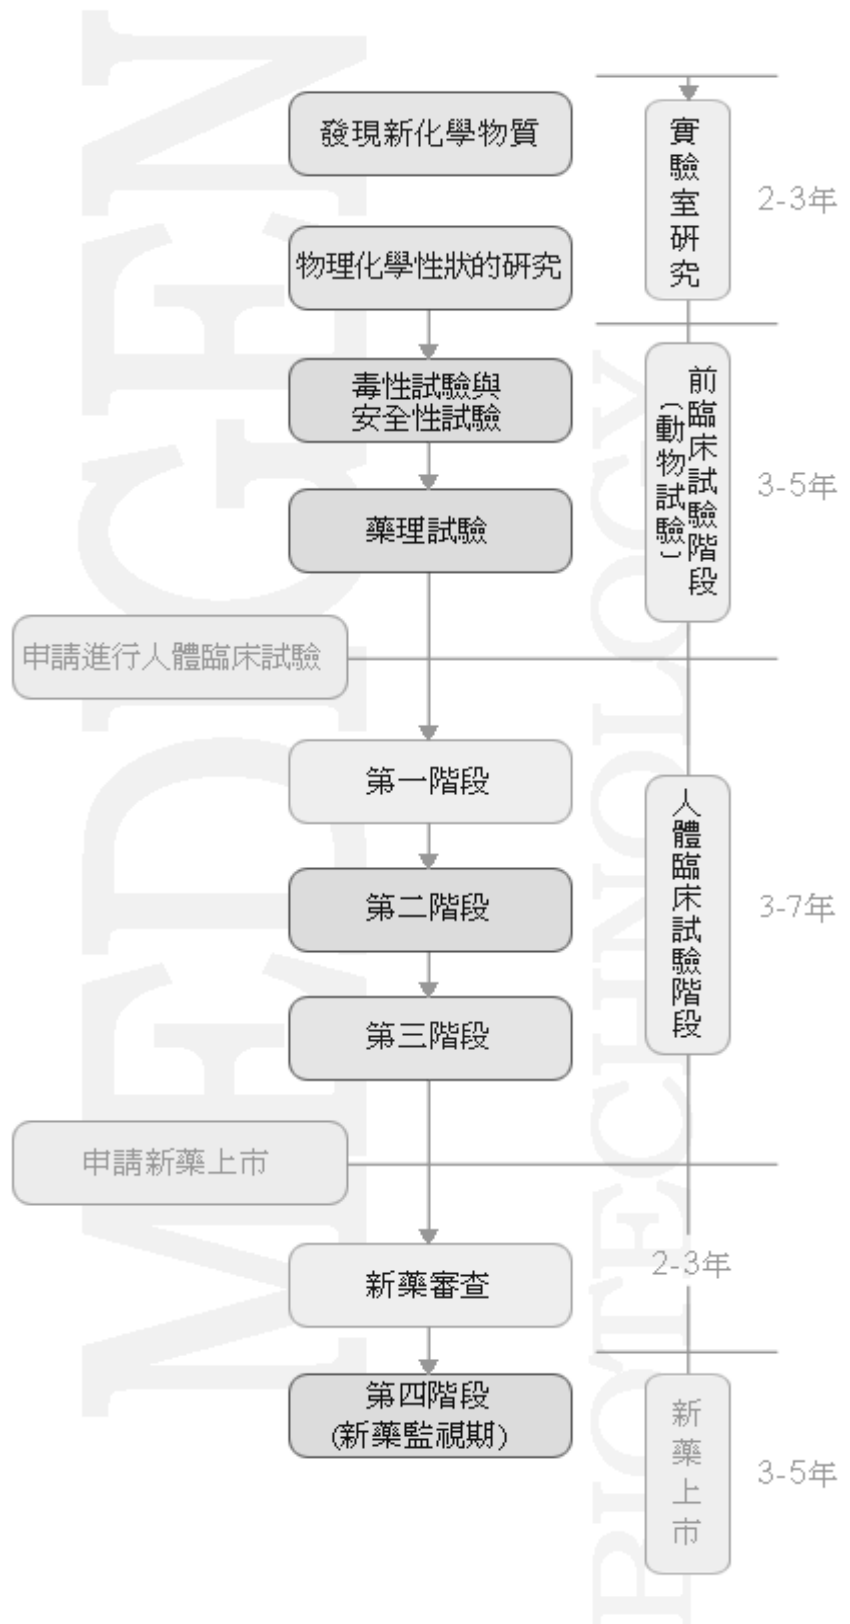 發現新化學物質
實驗室研究
2-3年
物理化學性狀的研究
毒性試驗與
安全性試驗
前臨床試驗階段
(動物試驗)
3-5年
藥理試驗
申請進行人體臨床試驗
第一階段
第二階段
人體臨床試驗階段
3-7年
第三階段
申請新藥上市
新藥審查
2-3年
第四階段
(新藥監視期)
新藥上市
3-5年
MEDIGEN
BIOTECHNOLOGY